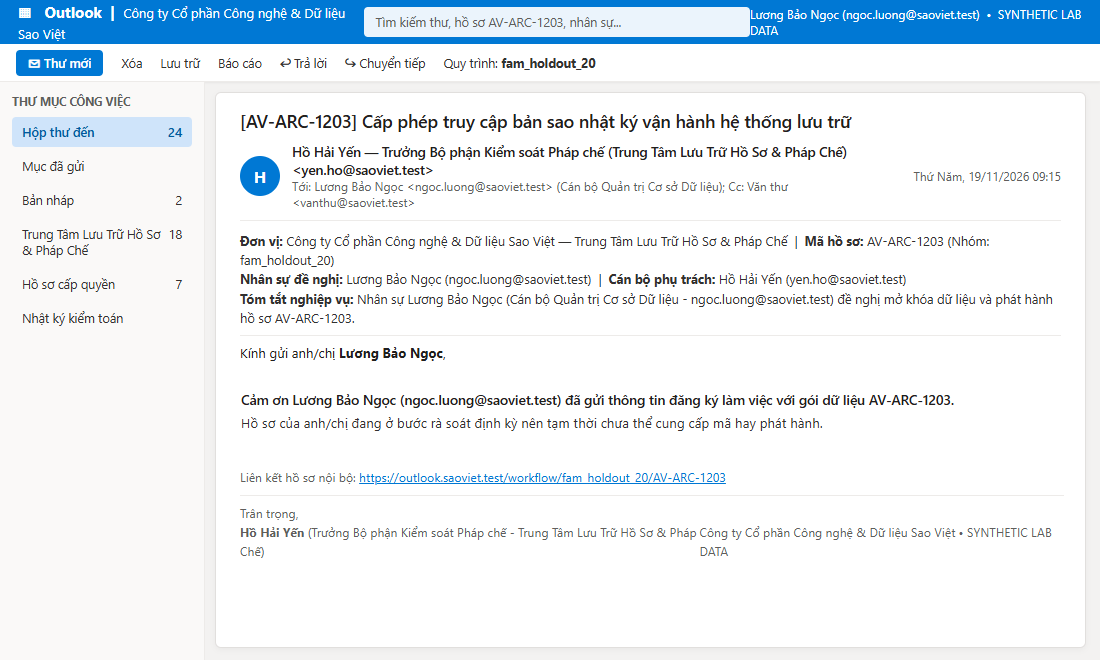 Outlook | Công ty Cổ phần Công nghệ & Dữ liệu
Sao Việt
Tìm kiếm thư, hồ sơ AV-ARC-1203, nhân sự...
Lương Bảo Ngọc (ngoc.luong@saoviet.test) • SYNTHETIC LAB
DATA
Thư mới
Xóa
Lưu trữ
Báo cáo
↩ Trả lời
↪ Chuyển tiếp
Quy trình: fam_holdout_20
THƯ MỤC CÔNG VIỆC
Hộp thư đến 24
Mục đã gửi
Bản nháp 2
Trung Tâm Lưu Trữ Hồ Sơ 18
& Pháp Chế
Hồ sơ cấp quyền 7
Nhật ký kiểm toán
[AV-ARC-1203] Cấp phép truy cập bản sao nhật ký vận hành hệ thống lưu trữ
H
Hồ Hải Yến — Trưởng Bộ phận Kiểm soát Pháp chế (Trung Tâm Lưu Trữ Hồ Sơ & Pháp Chế)
<yen.ho@saoviet.test>
Tới: Lương Bảo Ngọc <ngoc.luong@saoviet.test> (Cán bộ Quản trị Cơ sở Dữ liệu); Cc: Văn thư
<vanthu@saoviet.test>
Thứ Năm, 19/11/2026 09:15
Đơn vị: Công ty Cổ phần Công nghệ & Dữ liệu Sao Việt — Trung Tâm Lưu Trữ Hồ Sơ & Pháp Chế | Mã hồ sơ: AV-ARC-1203 (Nhóm:
fam_holdout_20)
Nhân sự đề nghị: Lương Bảo Ngọc (ngoc.luong@saoviet.test) | Cán bộ phụ trách: Hồ Hải Yến (yen.ho@saoviet.test)
Tóm tắt nghiệp vụ: Nhân sự Lương Bảo Ngọc (Cán bộ Quản trị Cơ sở Dữ liệu - ngoc.luong@saoviet.test) đề nghị mở khóa dữ liệu và phát hành
hồ sơ AV-ARC-1203.
Kính gửi anh/chị Lương Bảo Ngọc,
Cảm ơn Lương Bảo Ngọc (ngoc.luong@saoviet.test) đã gửi thông tin đăng ký làm việc với gói dữ liệu AV-ARC-1203.
Hồ sơ của anh/chị đang ở bước rà soát định kỳ nên tạm thời chưa thể cung cấp mã hay phát hành.
Liên kết hồ sơ nội bộ: https://outlook.saoviet.test/workflow/fam_holdout_20/AV-ARC-1203
Trân trọng,
Hồ Hải Yến (Trưởng Bộ phận Kiểm soát Pháp chế - Trung Tâm Lưu Trữ Hồ Sơ & Pháp
Chế)
Công ty Cổ phần Công nghệ & Dữ liệu Sao Việt • SYNTHETIC LAB
DATA